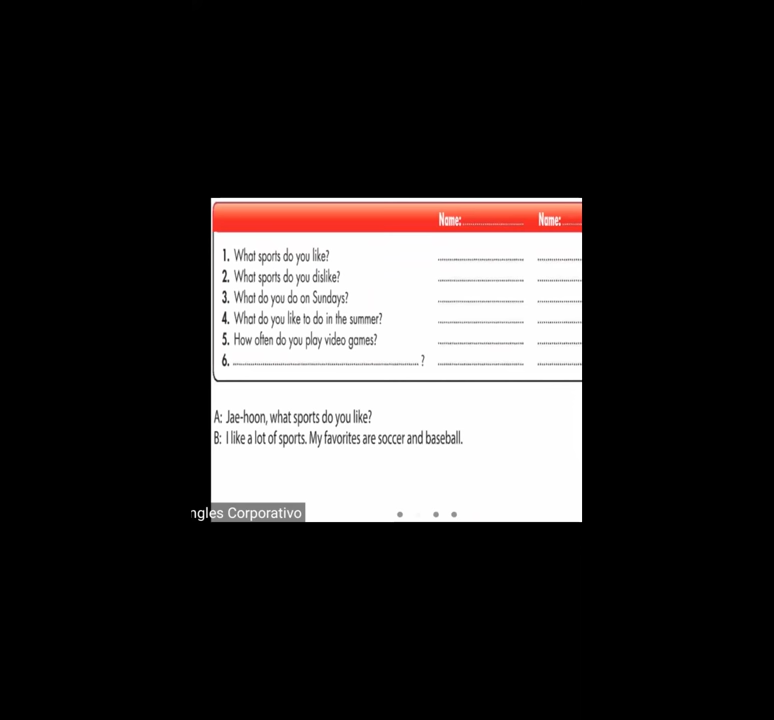 Name: Name:
1. What sports do you like?
2. What sports do you dislike?
3. What do you do on Sundays?
4. What do you like to do in the summer?
5. How often do you play video games?
6. ?
A: Jae-hoon, what sports do you like?
B: I like a lot of sports. My favorites are soccer and baseball.
ngles Corporativo